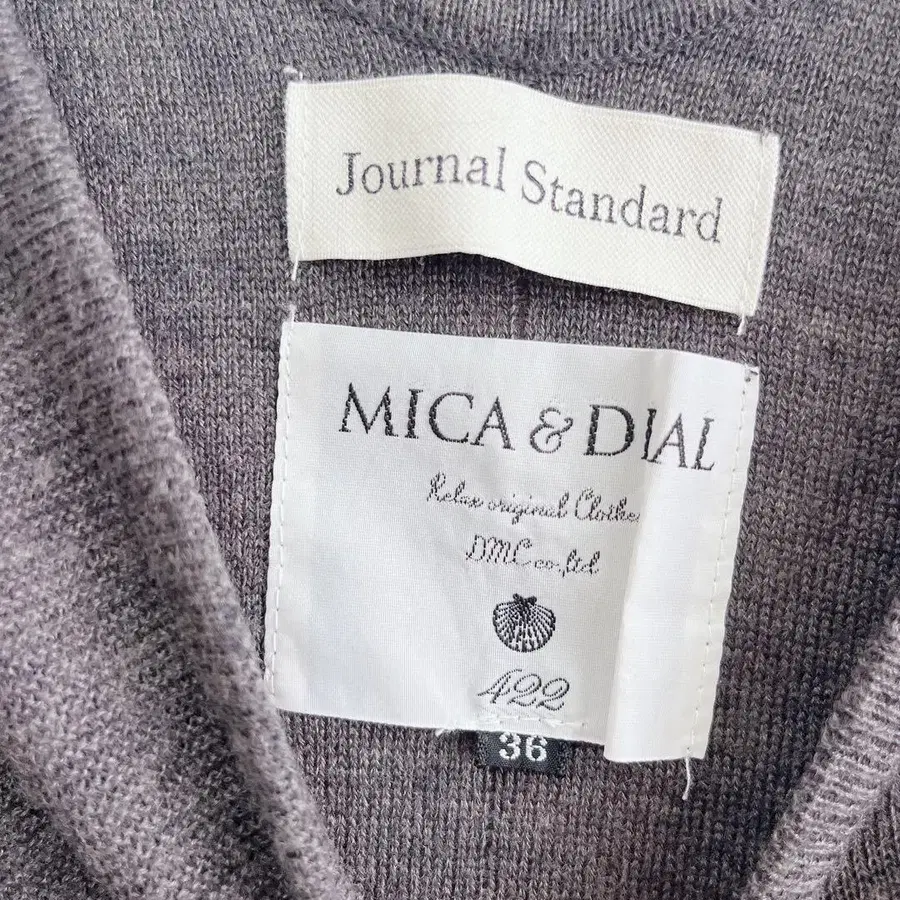 Journal Standard
MICA & DIAL
Relax original Clothes
DMC co.,ltd
422
36